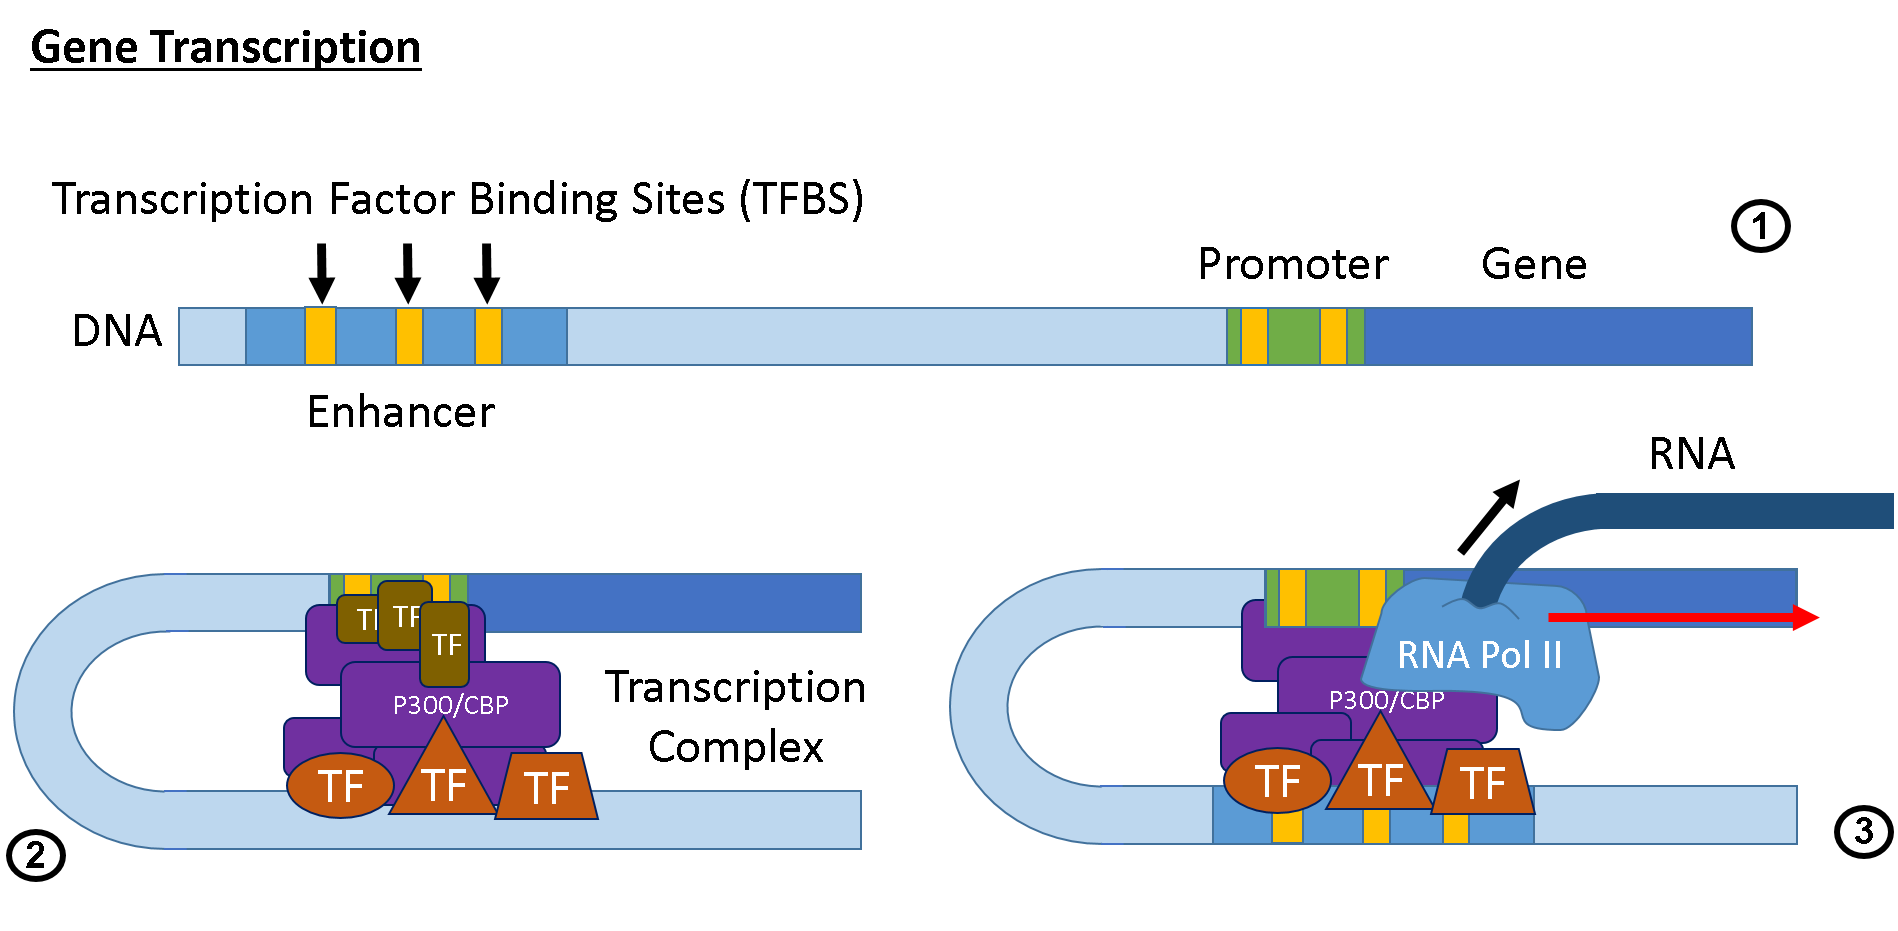 Gene Transcription
Transcription Factor Binding Sites (TFBS)
1
Promoter
Gene
DNA
Enhancer
RNA
TF
TF
TF
P300/CBP
Transcription
Complex
TF
TF
TF
2
RNA Pol II
P300/CBP
TF
TF
TF
3